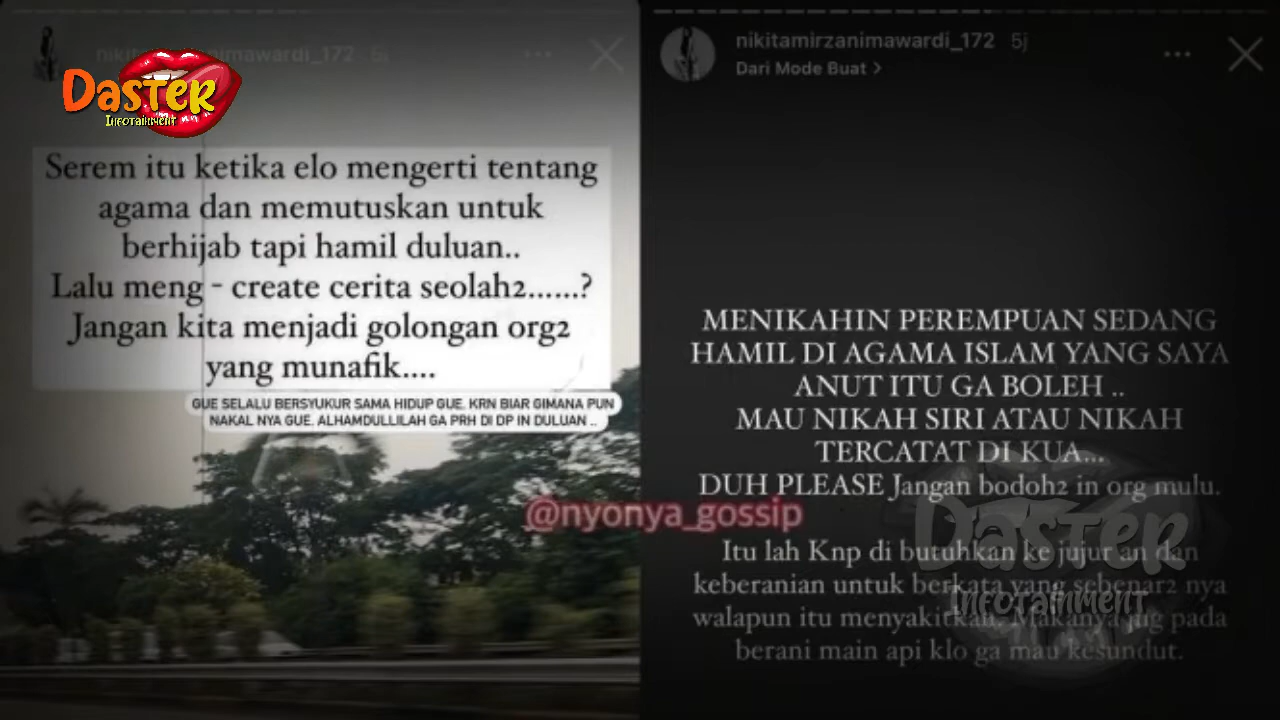 nikitamirzanimawardi_172 6j
DASTER
INFOTAINMENT
Serem itu ketika elo mengerti tentang
agama dan memutuskan untuk
berhijab tapi hamil duluan..
Lalu meng - create cerita seolah2......?
Jangan kita menjadi golongan org2
yang munafik....
GUE SELALU BERSYUKUR SAMA HIDUP GUE. KRN BIAR GIMANA PUN
NAKAL NYA GUE. ALHAMDULLILAH GA PRH DI DP IN DULUAN ..
@nyonya_gossip
nikitamirzanimawardi_172 5j
Dari Mode Buat >
MENIKAHIN PEREMPUAN SEDANG
HAMIL DI AGAMA ISLAM YANG SAYA
ANUT ITU GA BOLEH ..
MAU NIKAH SIRI ATAU NIKAH
TERCATAT DI KUA...
DUH PLEASE Jangan bodoh2 in org mulu.
Itu lah Knp di butuhkan ke jujur an dan
keberanian untuk berkata yang sebenar2 nya
walapun itu menyakitkan. Makanya jug pada
berani main api klo ga mau kesundut.
DASTER
INFOTAINMENT